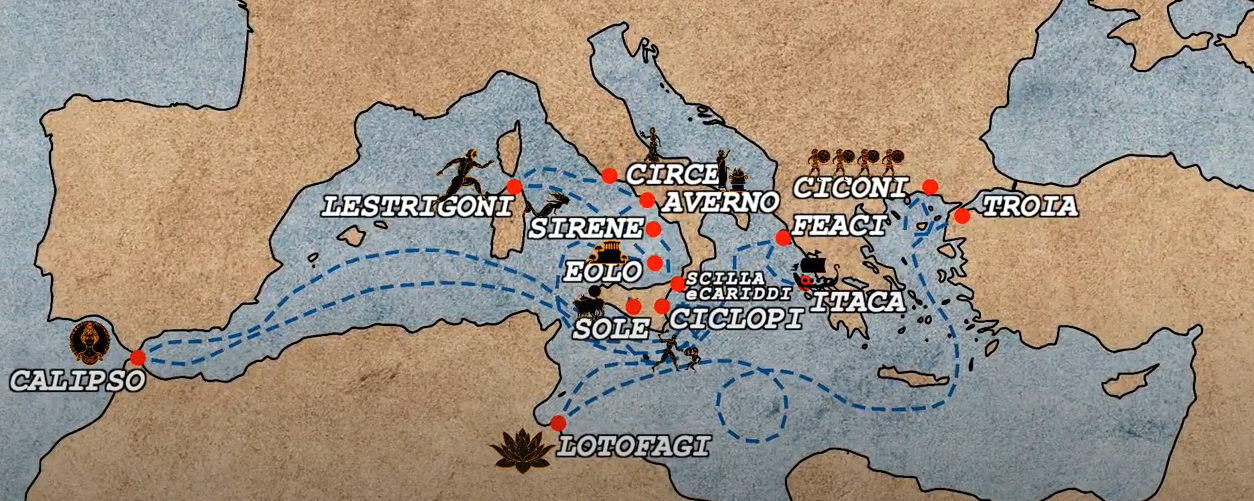 CIRCE
CICONI
AVERNO
LESTRIGONI
TROIA
SIRENE
FEACI
EOLO
SCILLA
eCARIDDI
ITACA
SOLE
CICLOPI
CALIPSO
LOTOFAGI